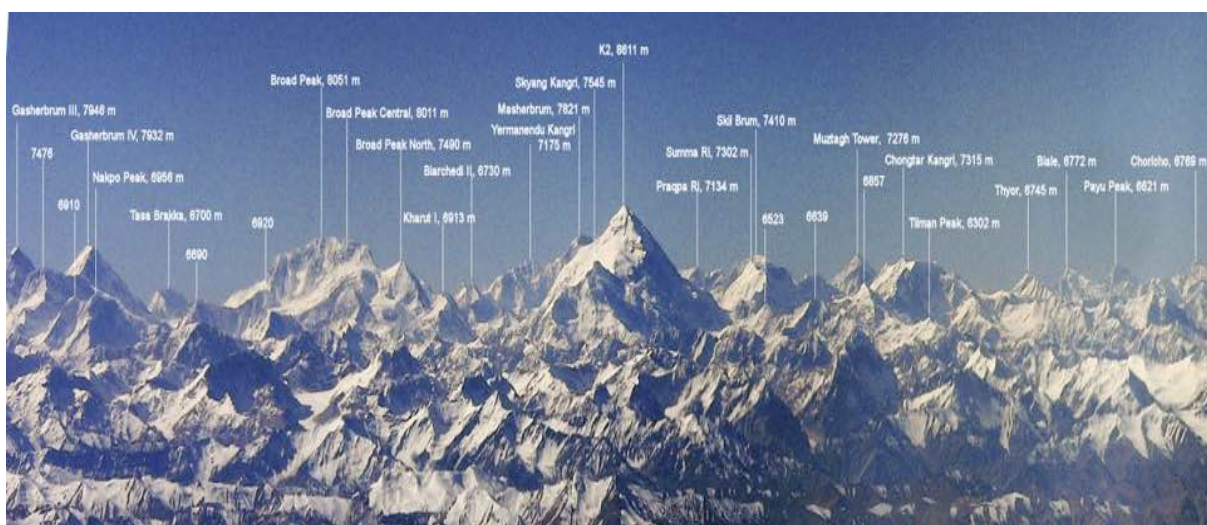 K2, 8611 m
Broad Peak, 8051 m
Skyang Kangri, 7545 m
Gasherbrum III, 7946 m
Broad Peak Central, 8011 m
Masherbrum, 7821 m
Skil Brum, 7410 m
Gasherbrum IV, 7932 m
Yermanendu Kangri
7175 m
Muztagh Tower, 7276 m
Broad Peak North, 7490 m
7476
Summa Ri, 7302 m
Chongtar Kangri, 7315 m
Biale, 6772 m
Chorloho, 6769 m
Biarchedi II, 6730 m
Nakpo Peak, 6956 m
Praqpa Ri, 7134 m
6657
Thyor, 6745 m
Payu Peak, 6621 m
6910
Tasa Brakka, 6700 m
6920
Kharut I, 6913 m
6523
6639
Tilman Peak, 6302 m
6690